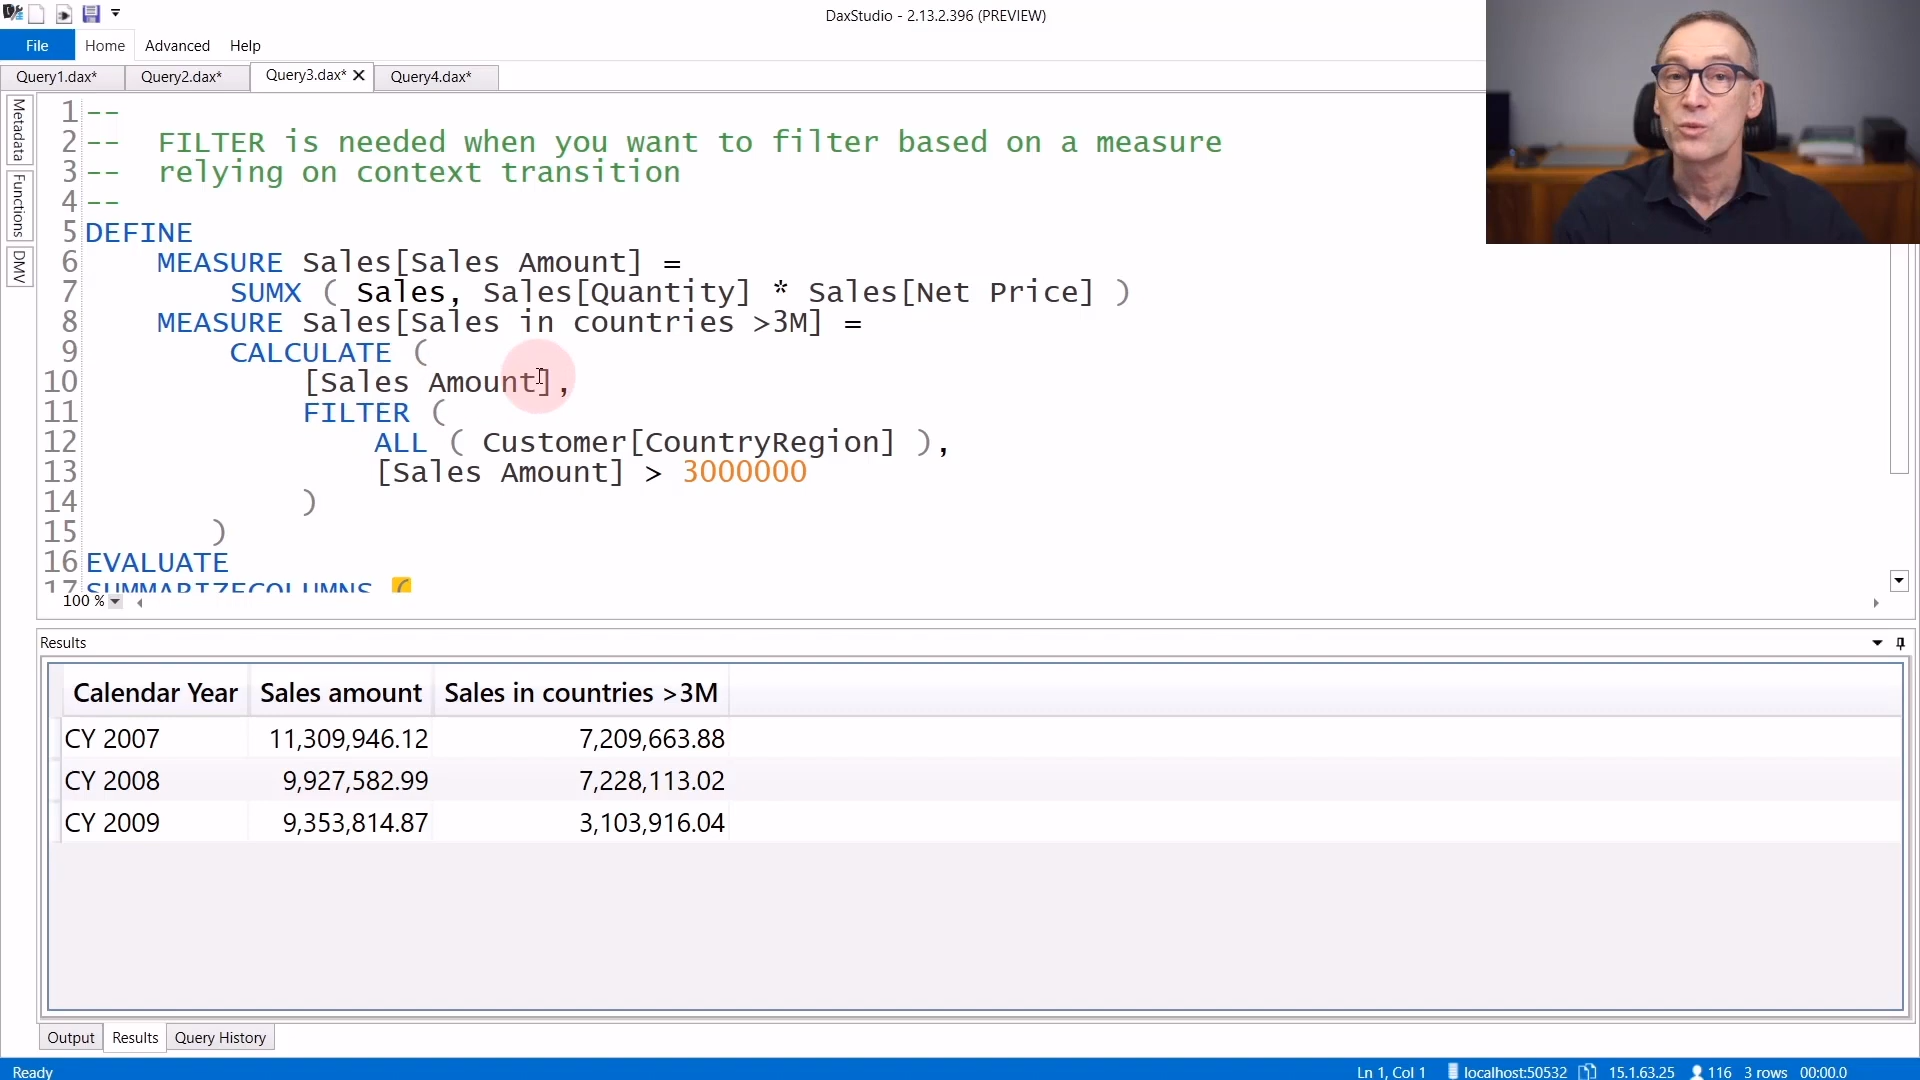 DaxStudio - 2.13.2.396 (PREVIEW)
File Home Advanced Help
Query1.dax* Query2.dax* Query3.dax* Query4.dax*
Metadata
Functions
DMV
1 --
2 --  FILTER is needed when you want to filter based on a measure
3 --  relying on context transition
4 --
5 DEFINE
6 MEASURE Sales[Sales Amount] =
7 SUMX ( Sales, Sales[Quantity] * Sales[Net Price] )
8 MEASURE Sales[Sales in countries >3M] =
9 CALCULATE (
10 [Sales Amount],
11 FILTER (
12 ALL ( Customer[CountryRegion] ),
13 [Sales Amount] > 3000000
14 )
15 )
16 EVALUATE
17 SUMMARIZECOLUMNS (
100 %
Results
Calendar Year Sales amount Sales in countries >3M
CY 2007 11,309,946.12 7,209,663.88
CY 2008 9,927,582.99 7,228,113.02
CY 2009 9,353,814.87 3,103,916.04
Output Results Query History
Ready Ln 1, Col 1 localhost:50532 15.1.63.25 116 3 rows 00:00.0